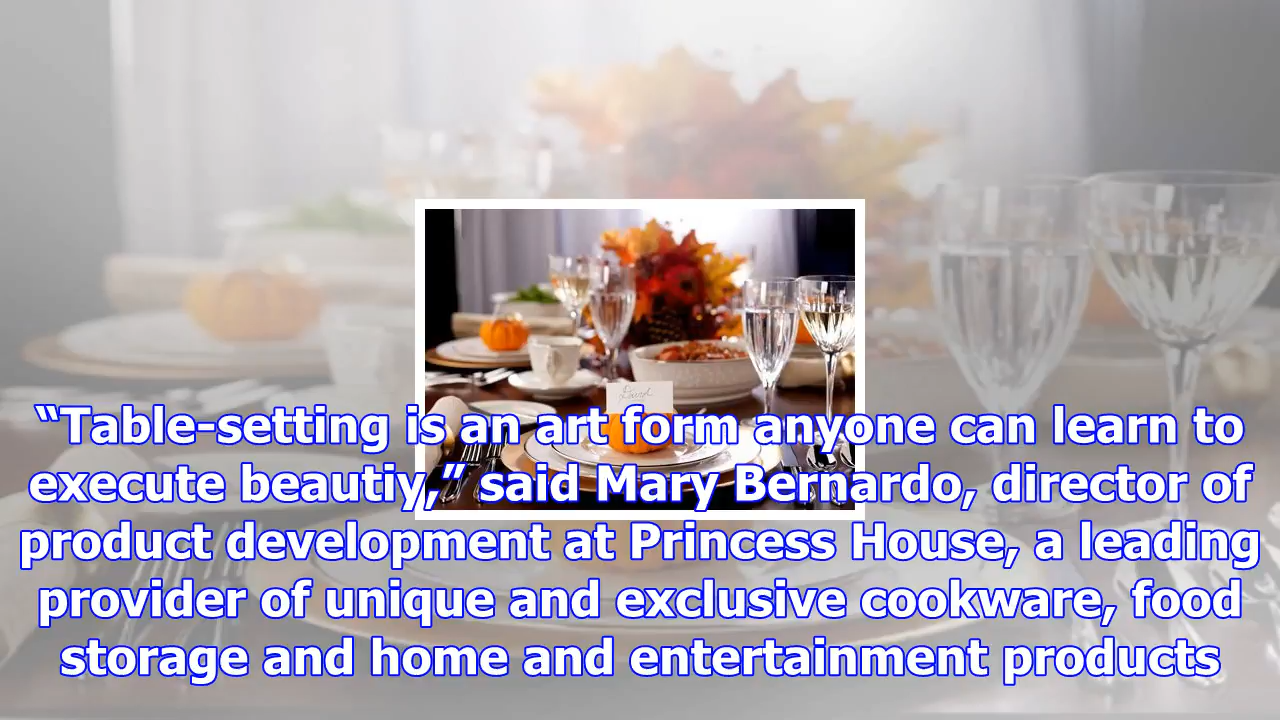 “Table-setting is an art form anyone can learn to
execute beautiy,” said Mary Bernardo, director of
product development at Princess House, a leading
provider of unique and exclusive cookware, food
storage and home and entertainment products